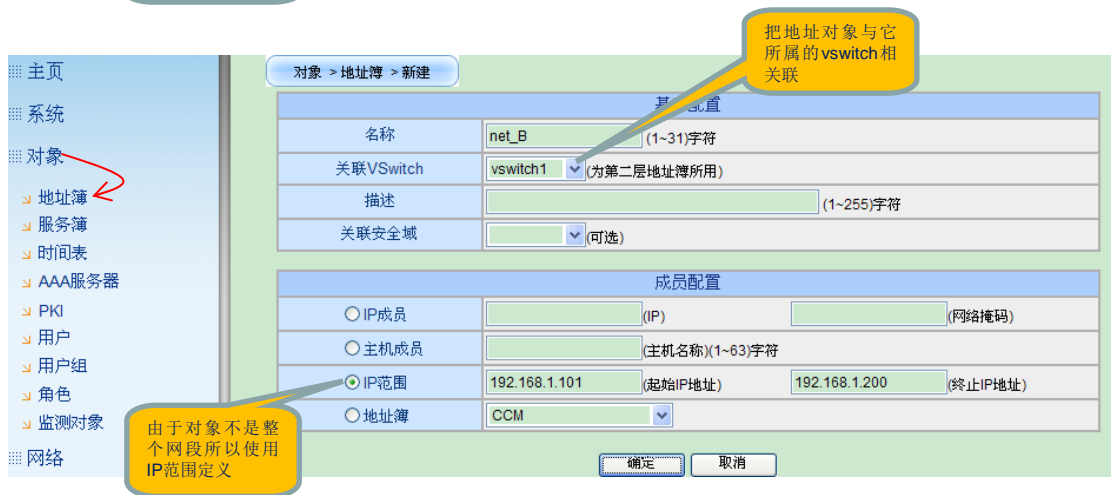 把地址对象与它
所属的vswitch相
关联
主页
系统
对象
地址簿
服务簿
时间表
AAA服务器
PKI
用户
用户组
角色
监测对象
网络
对象 >地址簿 >新建
配置
名称
net_B
(1~31)字符
关联VSwitch
vswitch1
(为第二层地址簿所用)
描述
(1~255)字符
关联安全域
(可选)
成员配置
IP成员
(IP)
(网络掩码)
主机成员
(主机名称)(1~63)字符
IP范围
192.168.1.101
(起始IP地址)
192.168.1.200
(终止IP地址)
地址簿
CCM
确定
取消
由于对象不是整
个网段所以使用
IP范围定义